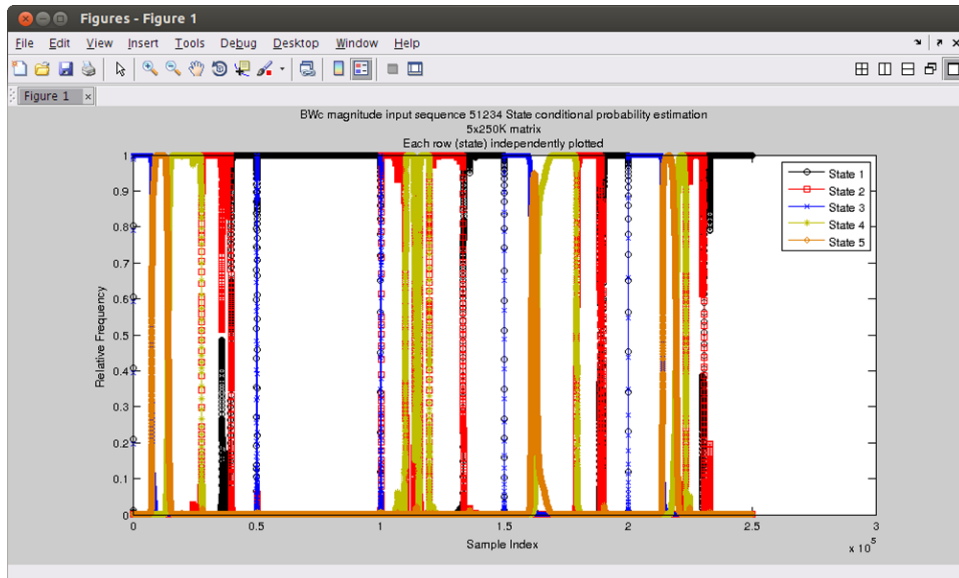 Figures - Figure 1
File Edit View Insert Tools Debug Desktop Window Help
Figure 1
BWc magnitude input sequence 51234 State conditional probability estimation
5x250K matrix
Each row (state) independently plotted
1
0.9
0.8
0.7
0.6
0.5
0.4
0.3
0.2
0.1
0
Relative Frequency
State 1
State 2
State 3
State 4
State 5
0 0.5 1 1.5 2 2.5 3
Sample Index
x 10^5